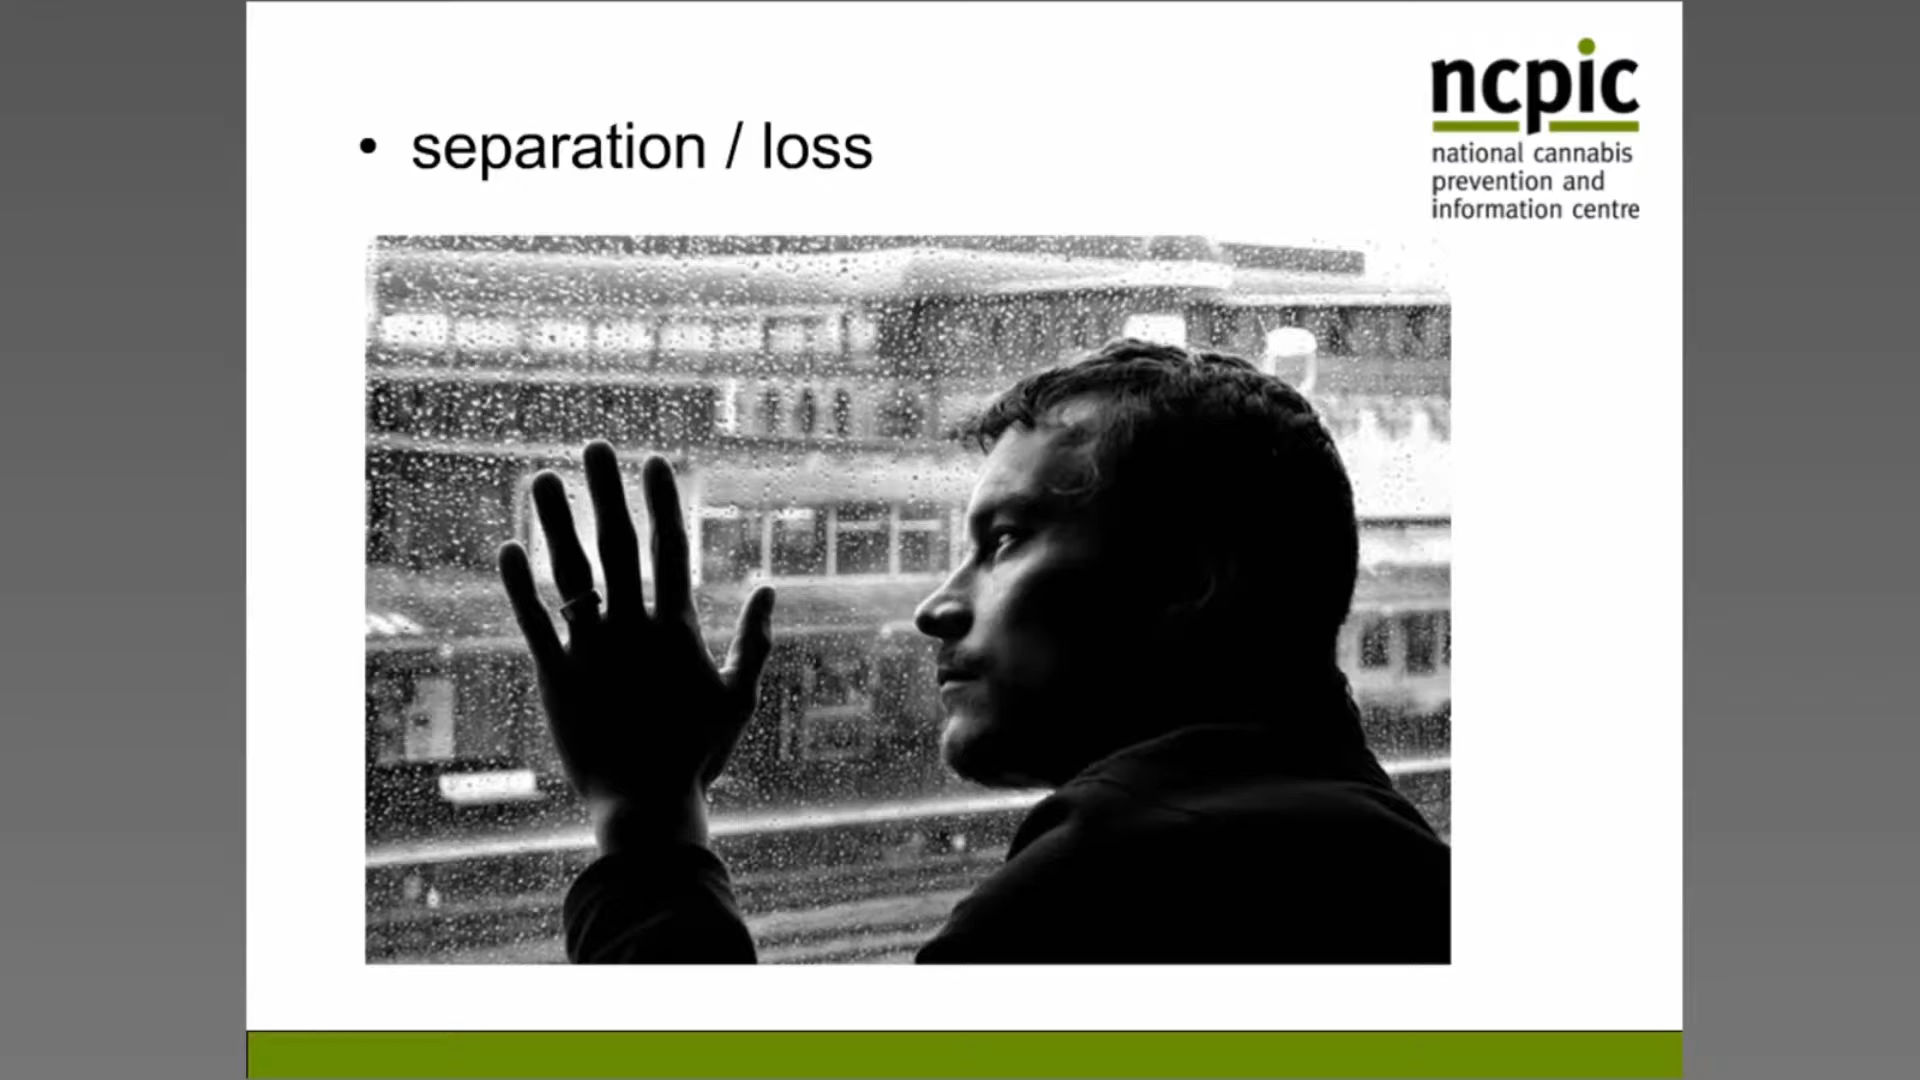 • separation / loss
ncpic
national cannabis
prevention and
information centre